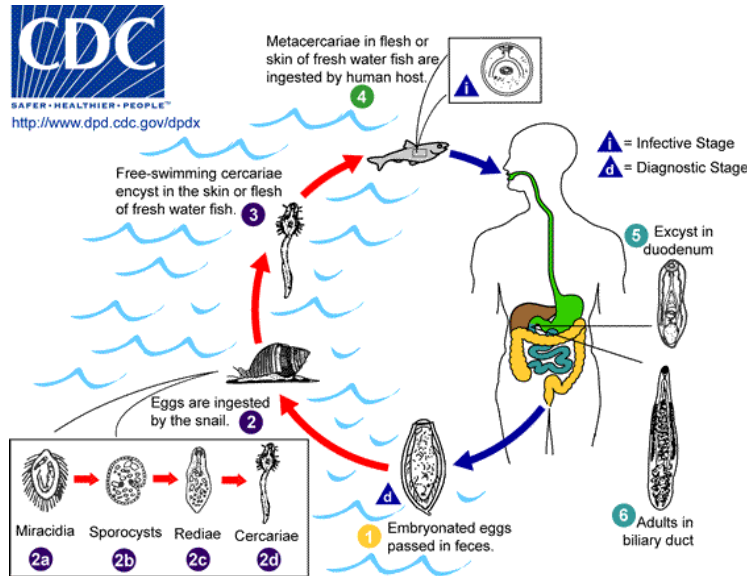 CDC
SAFER • HEALTHIER • PEOPLE™
http://www.dpd.cdc.gov/dpdx
Metacercariae in flesh or
skin of fresh water fish are
ingested by human host.
4
i
i = Infective Stage
d = Diagnostic Stage
Free-swimming cercariae
encyst in the skin or flesh
of fresh water fish.
3
5
Excyst in
duodenum
Eggs are ingested
by the snail.
2
Miracidia
Sporocysts
Rediae
Cercariae
2a
2b
2c
2d
d
1
Embryonated eggs
passed in feces.
6
Adults in
biliary duct